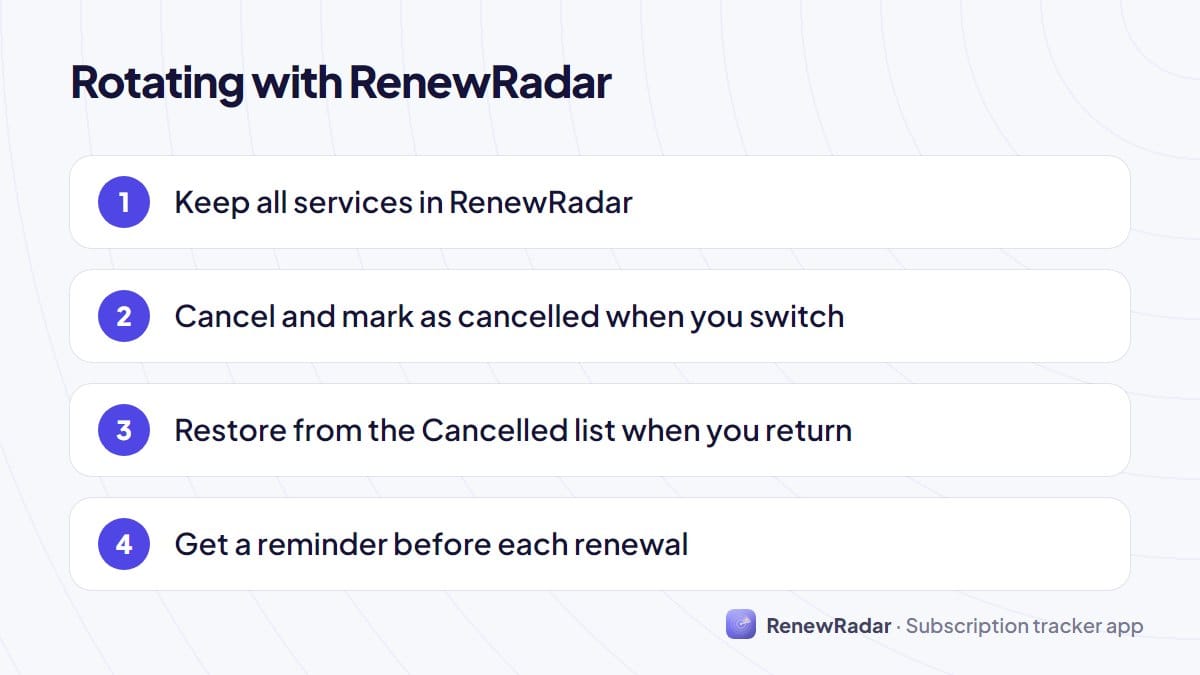 Rotating with RenewRadar
1 Keep all services in RenewRadar
2 Cancel and mark as cancelled when you switch
3 Restore from the Cancelled list when you return
4 Get a reminder before each renewal
RenewRadar · Subscription tracker app